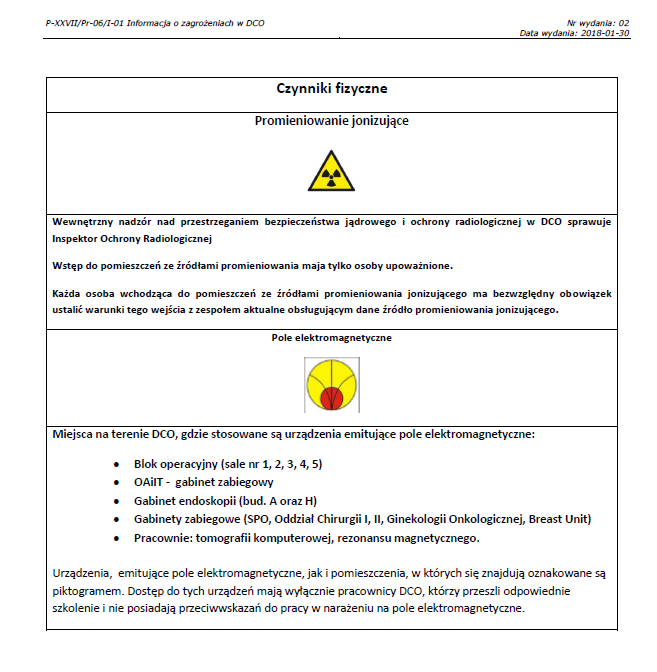 P-XXVII/Pr-06/I-01 Informacja o zagrożeniach w DCO
Nr wydania: 02
Data wydania: 2018-01-30
Czynniki fizyczne
Promieniowanie jonizujące
Wewnętrzny nadzór nad przestrzeganiem bezpieczeństwa jądrowego i ochrony radiologicznej w DCO sprawuje
Inspektor Ochrony Radiologicznej
Wstęp do pomieszczeń ze źródłami promieniowania maja tylko osoby upoważnione.
Każda osoba wchodząca do pomieszczeń ze źródłami promieniowania jonizującego ma bezwzględny obowiązek
ustalić warunki tego wejścia z zespołem aktualne obsługującym dane źródło promieniowania jonizującego.
Pole elektromagnetyczne
Miejsca na terenie DCO, gdzie stosowane są urządzenia emitujące pole elektromagnetyczne:
• Blok operacyjny (sale nr 1, 2, 3, 4, 5)
• OAiIT - gabinet zabiegowy
• Gabinet endoskopii (bud. A oraz H)
• Gabinety zabiegowe (SPO, Oddział Chirurgii I, II, Ginekologii Onkologicznej, Breast Unit)
• Pracownie: tomografii komputerowej, rezonansu magnetycznego.
Urządzenia, emitujące pole elektromagnetyczne, jak i pomieszczenia, w których się znajdują oznakowane są
piktogramem. Dostęp do tych urządzeń mają wyłącznie pracownicy DCO, którzy przeszli odpowiednie
szkolenie i nie posiadają przeciwwskazań do pracy w narażeniu na pole elektromagnetyczne.